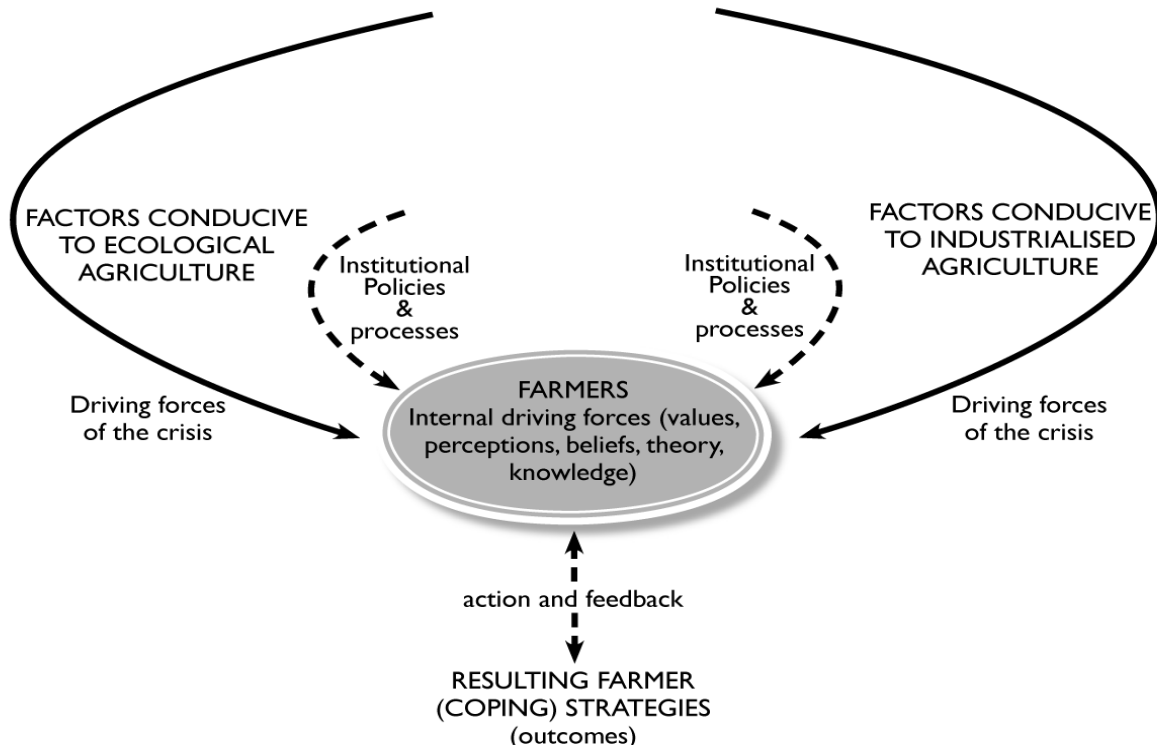 FACTORS CONDUCIVE
TO ECOLOGICAL
AGRICULTURE
FACTORS CONDUCIVE
TO INDUSTRIALISED
AGRICULTURE
Institutional
Policies
&
processes
Institutional
Policies
&
processes
Driving forces
of the crisis
FARMERS
Internal driving forces (values,
perceptions, beliefs, theory,
knowledge)
Driving forces
of the crisis
action and feedback
RESULTING FARMER
(COPING) STRATEGIES
(outcomes)